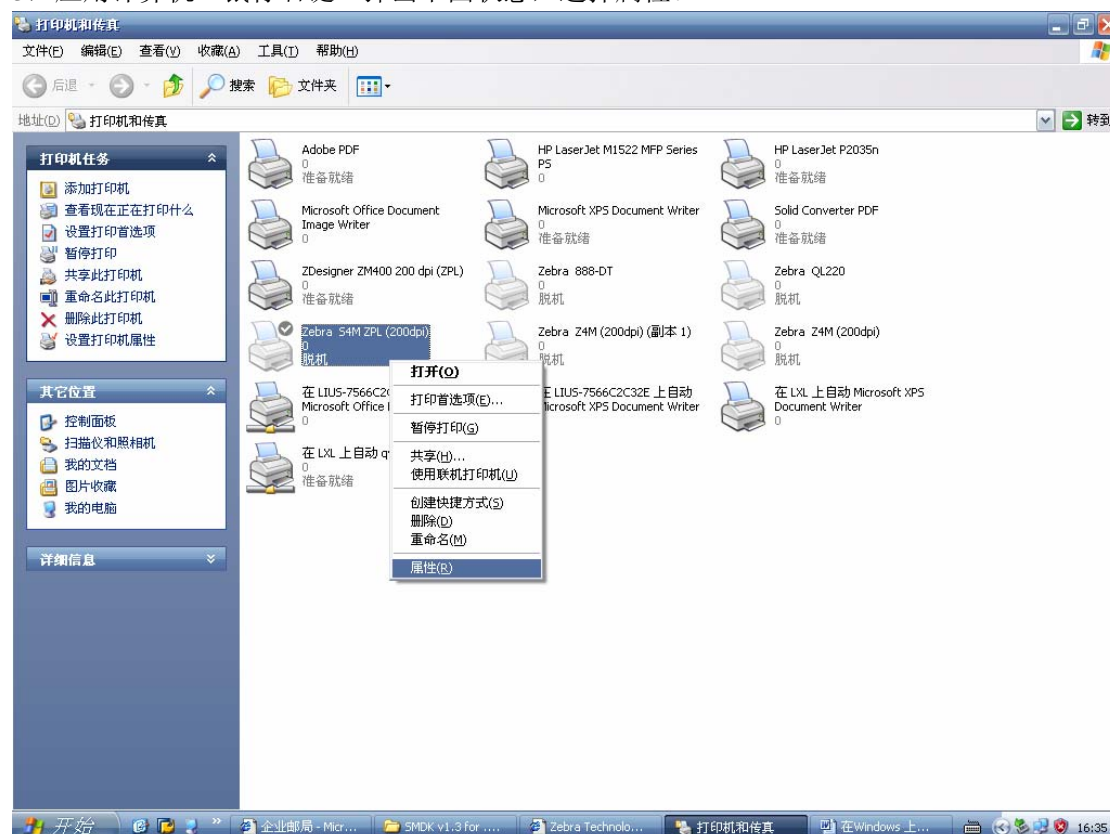 打印机和传真
文件(F) 编辑(E) 查看(V) 收藏(A) 工具(T) 帮助(H)
后退 搜索 文件夹
地址(D) 打印机和传真 转到
打印机任务
添加打印机
查看现在正在打印什么
设置打印首选项
暂停打印
共享此打印机
重命名此打印机
删除此打印机
设置打印机属性
其它位置
控制面板
扫描仪和照相机
我的文档
图片收藏
我的电脑
详细信息
Adobe PDF
0
准备就绪
HP LaserJet M1522 MFP Series
PS
0
HP LaserJet P2035n
0
准备就绪
Microsoft Office Document
Image Writer
0
Microsoft XPS Document Writer
0
准备就绪
Solid Converter PDF
0
准备就绪
ZDesigner ZM400 200 dpi (ZPL)
0
准备就绪
Zebra 888-DT
0
脱机
Zebra QL220
0
脱机
Zebra S4M ZPL (200dpi)
0
脱机
Zebra Z4M (200dpi) (副本 1)
0
脱机
Zebra Z4M (200dpi)
0
脱机
在 LIUS-7566C2
Microsoft Office
0
在 LIUS-7566C2C32E 上自动
Microsoft XPS Document Writer
在 LXL 上自动 Microsoft XPS
Document Writer
0
在 LXL 上自动 q
0
准备就绪
打开(O)
打印首选项(E)...
暂停打印(G)
共享(H)...
使用联机打印机(U)
创建快捷方式(S)
删除(D)
重命名(M)
属性(R)
开始 企业邮局 - Micr... SMDK v1.3 for .... Zebra Technolo... 打印机和传真 在Windows 上... 16:35